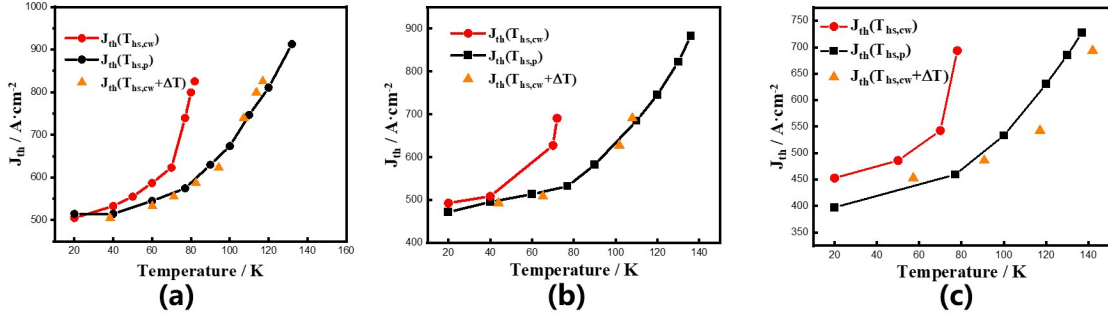 1000
900
800
700
600
500
J_th / A·cm^-2
J_th(T_hs,cw)
J_th(T_hs,p)
J_th(T_hs,cw+ΔT)
20 40 60 80 100 120 140 160
Temperature / K
(a)
900
800
700
600
500
400
J_th / A·cm^-2
J_th(T_hs,cw)
J_th(T_hs,p)
J_th(T_hs,cw+ΔT)
20 40 60 80 100 120 140
Temperature / K
(b)
750
700
650
600
550
500
450
400
350
J_th / A·cm^-2
J_th(T_hs,cw)
J_th(T_hs,p)
J_th(T_hs,cw+ΔT)
20 40 60 80 100 120 140
Temperature / K
(c)